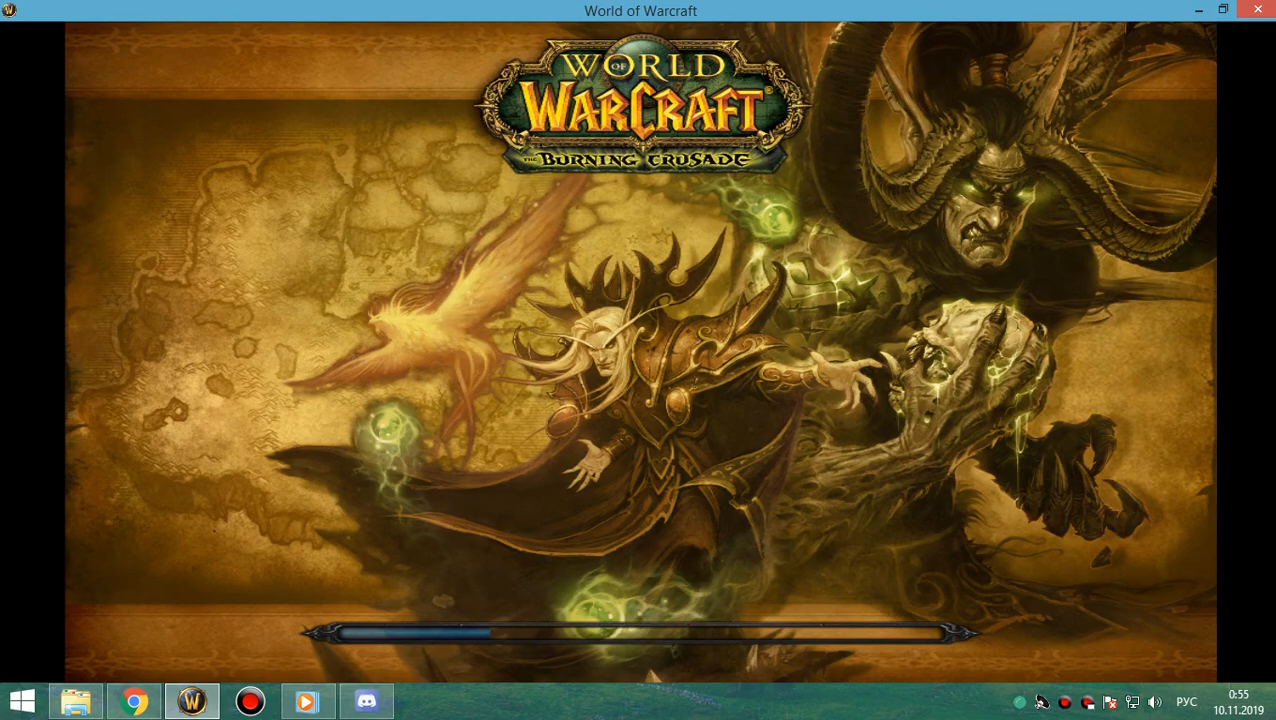 World of Warcraft
WORLD
OF
WARCRAFT®
THE BURNING CRUSADE
РУС
0:55
10.11.2019